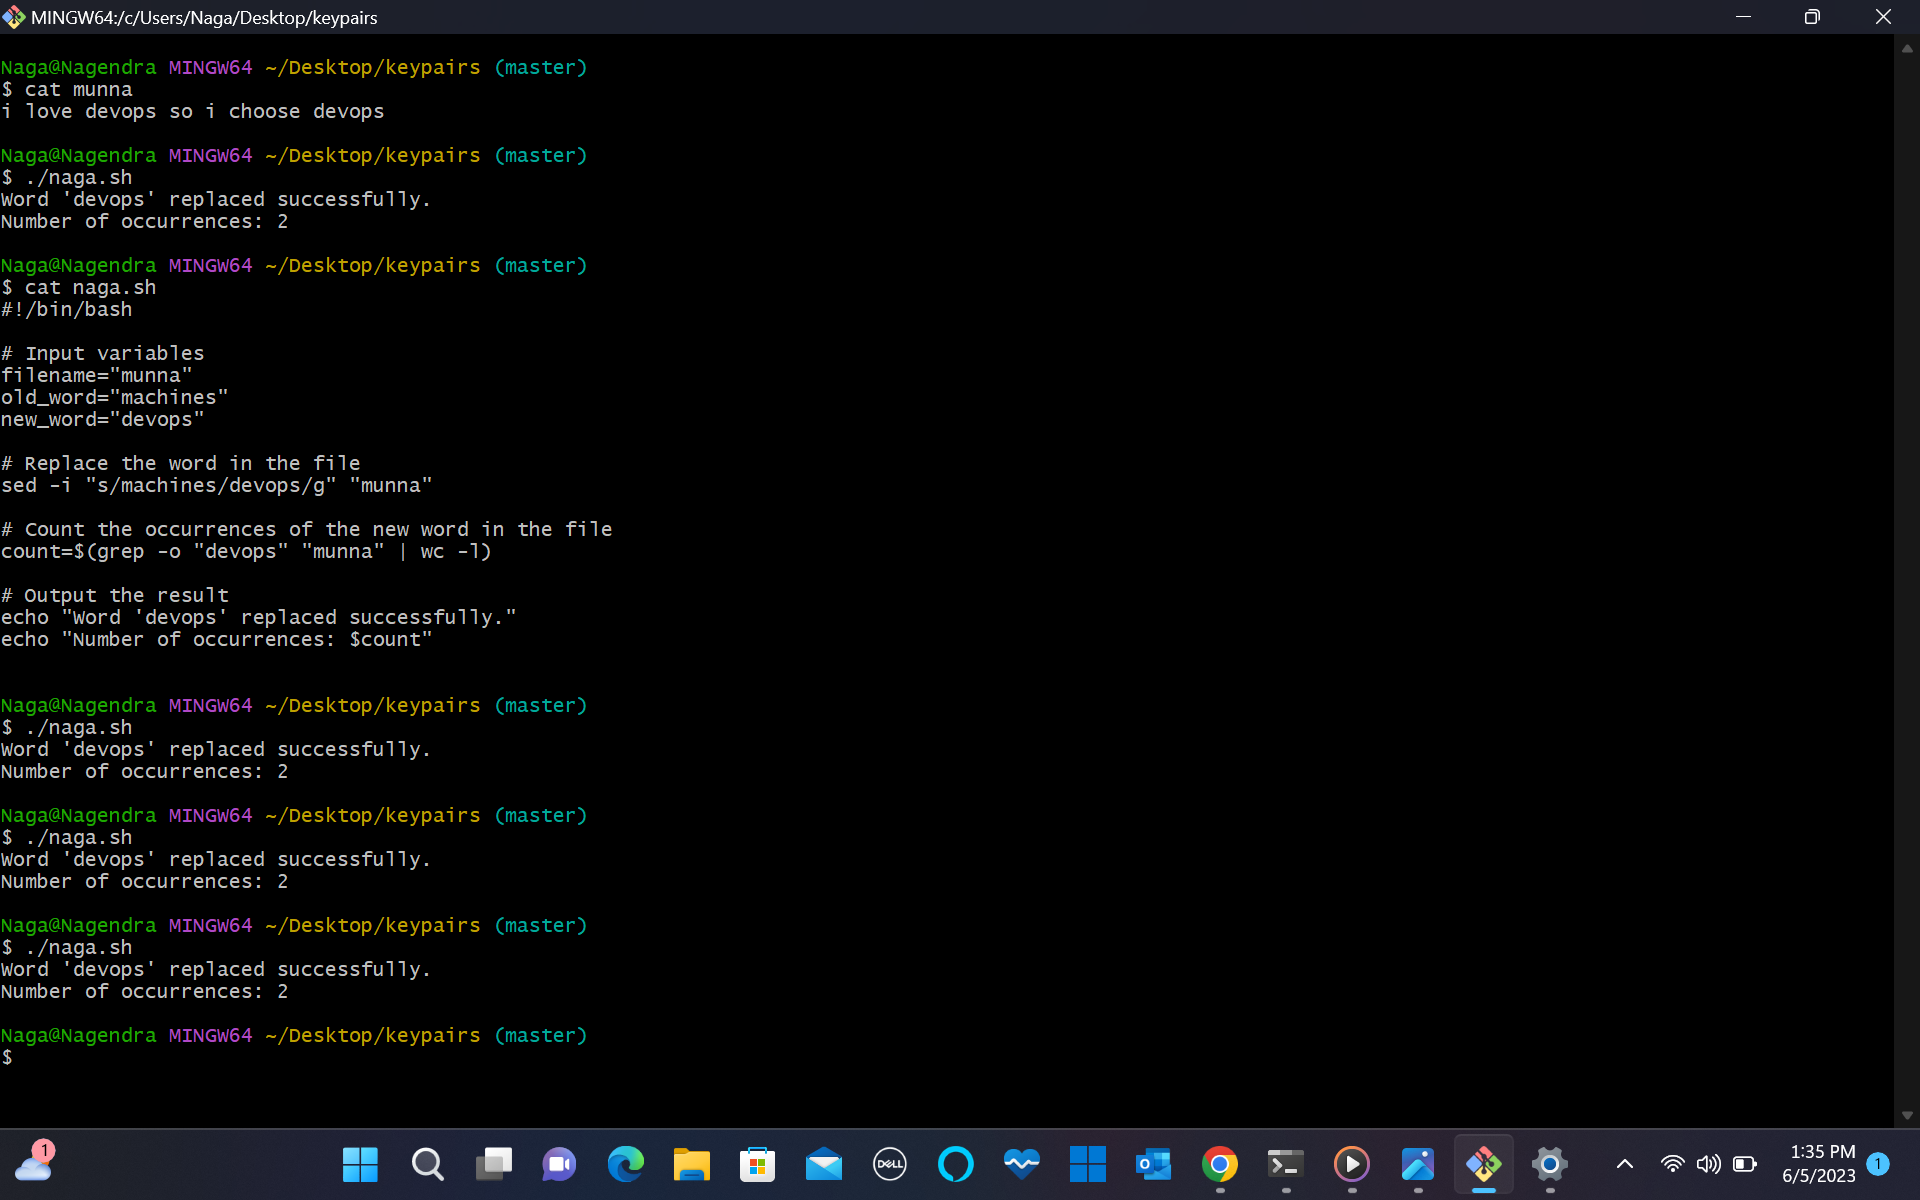 MINGW64:/c/Users/Naga/Desktop/keypairs
Naga@Nagendra MINGW64 ~/Desktop/keypairs (master)
$ cat munna
i love devops so i choose devops
Naga@Nagendra MINGW64 ~/Desktop/keypairs (master)
$ ./naga.sh
Word 'devops' replaced successfully.
Number of occurrences: 2
Naga@Nagendra MINGW64 ~/Desktop/keypairs (master)
$ cat naga.sh
#!/bin/bash
# Input variables
filename="munna"
old_word="machines"
new_word="devops"
# Replace the word in the file
sed -i "s/machines/devops/g" "munna"
# Count the occurrences of the new word in the file
count=$(grep -o "devops" "munna" | wc -l)
# Output the result
echo "Word 'devops' replaced successfully."
echo "Number of occurrences: $count"
Naga@Nagendra MINGW64 ~/Desktop/keypairs (master)
$ ./naga.sh
Word 'devops' replaced successfully.
Number of occurrences: 2
Naga@Nagendra MINGW64 ~/Desktop/keypairs (master)
$ ./naga.sh
Word 'devops' replaced successfully.
Number of occurrences: 2
Naga@Nagendra MINGW64 ~/Desktop/keypairs (master)
$ ./naga.sh
Word 'devops' replaced successfully.
Number of occurrences: 2
Naga@Nagendra MINGW64 ~/Desktop/keypairs (master)
$
1
DELL
1:35 PM
6/5/2023
1